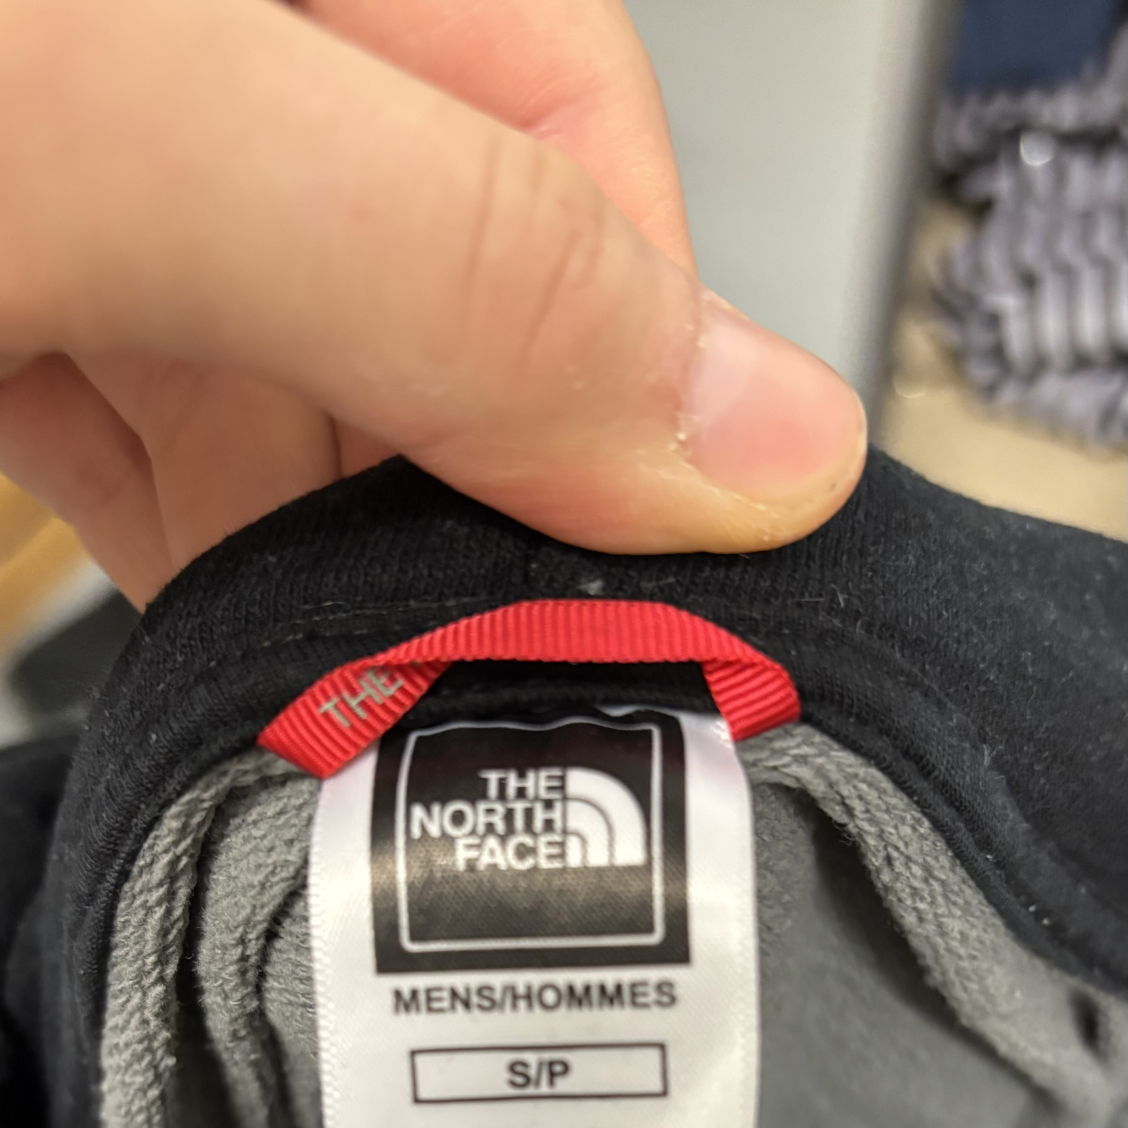 THE
THE
NORTH
FACE
MENS/HOMMES
S/P